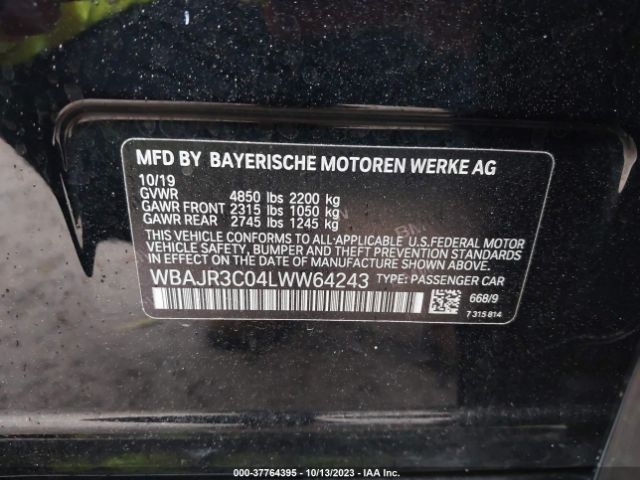 MFD BY BAYERISCHE MOTOREN WERKE AG
10/19
GVWR 4850 lbs 2200 kg
GAWR FRONT 2315 lbs 1050 kg
GAWR REAR 2745 lbs 1245 kg
THIS VEHICLE CONFORMS TO ALL APPLICABLE U.S.FEDERAL MOTOR
VEHICLE SAFETY, BUMPER AND THEFT PREVENTION STANDARDS
IN EFFECT ON THE DATE OF MANUFACTURE SHOWN ABOVE.
WBAJR3C04LWW64243 TYPE: PASSENGER CAR
668/9
7 315 814
00-37764395 - 10/13/2023 - IAA Inc.